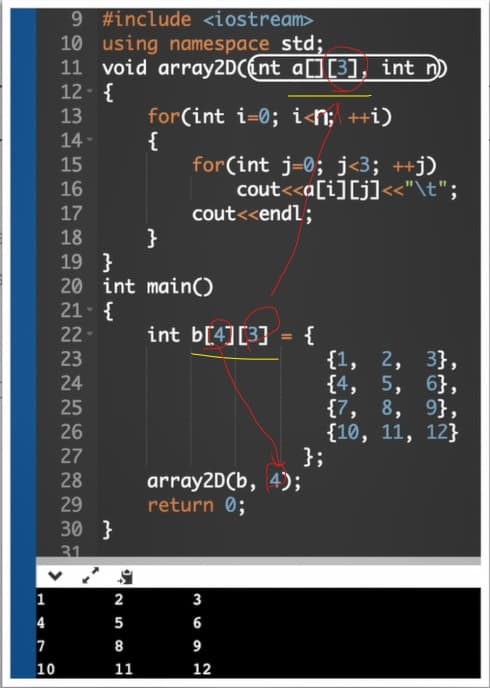 9 #include <iostream>
10 using namespace std;
11 void array2D(int a[][3], int n)
12 {
13 for(int i=0; i<n; ++i)
14 {
15 for(int j=0; j<3; ++j)
16 cout<<a[i][j]<<"\t";
17 cout<<endl;
18 }
19 }
20 int main()
21 {
22 int b[4][3] = {
23 {1, 2, 3},
24 {4, 5, 6},
25 {7, 8, 9},
26 {10, 11, 12}
27 };
28 array2D(b, 4);
29 return 0;
30 }
31
1 2 3
4 5 6
7 8 9
10 11 12